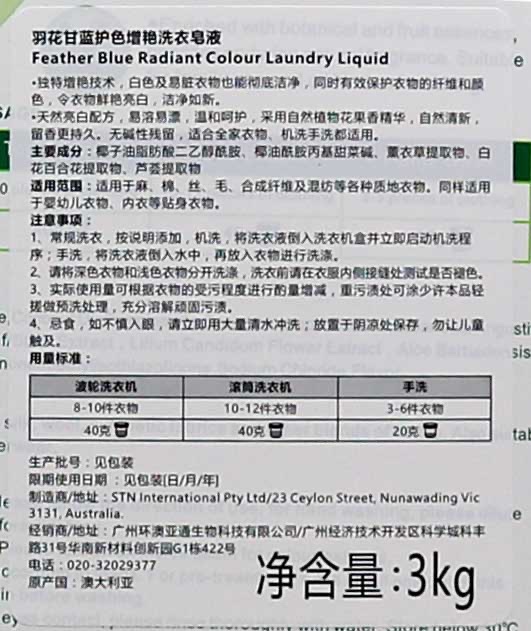 羽花甘蓝护色增艳洗衣皂液
Feather Blue Radiant Colour Laundry Liquid
·独特增艳技术，白色及易脏衣物也能彻底洁净，同时有效保护衣物的纤维和颜
色，令衣物鲜艳亮白，洁净如新。
·天然亮白配方，易溶易漂，温和呵护，采用自然植物花果香精华，自然清新，
留香更持久。无碱性残留，适合全家衣物、机洗手洗都适用。
主要成分：椰子油脂肪酸二乙醇酰胺、椰油酰胺丙基甜菜碱、薰衣草提取物、白
花百合花提取物、芦荟提取物
适用范围：适用于麻、棉、丝、毛、合成纤维及混纺等各种质地衣物。同样适用
于婴幼儿衣物、内衣等贴身衣物。
注意事项：
1、常规洗衣，按说明添加，机洗，将洗衣液倒入洗衣机盒并立即启动机洗程
序；手洗，将洗衣液倒入水中，再放入衣物进行洗涤。
2、请将深色衣物和浅色衣物分开洗涤，洗衣前请在衣服内侧接缝处测试是否褪色。
3、实际使用量可根据衣物的受污程度进行酌量增减，重污渍处可涂少许本品轻
搓做预洗处理，充分溶解顽固污渍。
4、忌食，如不慎入眼，请立即用大量清水冲洗；放置于阴凉处保存，勿让儿童
触及。
用量标准：
波轮洗衣机 滚筒洗衣机 手洗
8-10件衣物 10-12件衣物 3-6件衣物
40克 40克 20克
生产批号：见包装
限期使用日期：见包装[日/月/年]
制造商/地址：STN International Pty Ltd/23 Ceylon Street, Nunawading Vic
3131, Australia.
经销商/地址：广州环澳亚通生物科技有限公司/广州经济技术开发区科学城科丰
路31号华南新材料创新园G1栋422号
电话：020-32029377
原产国：澳大利亚
净含量:3kg